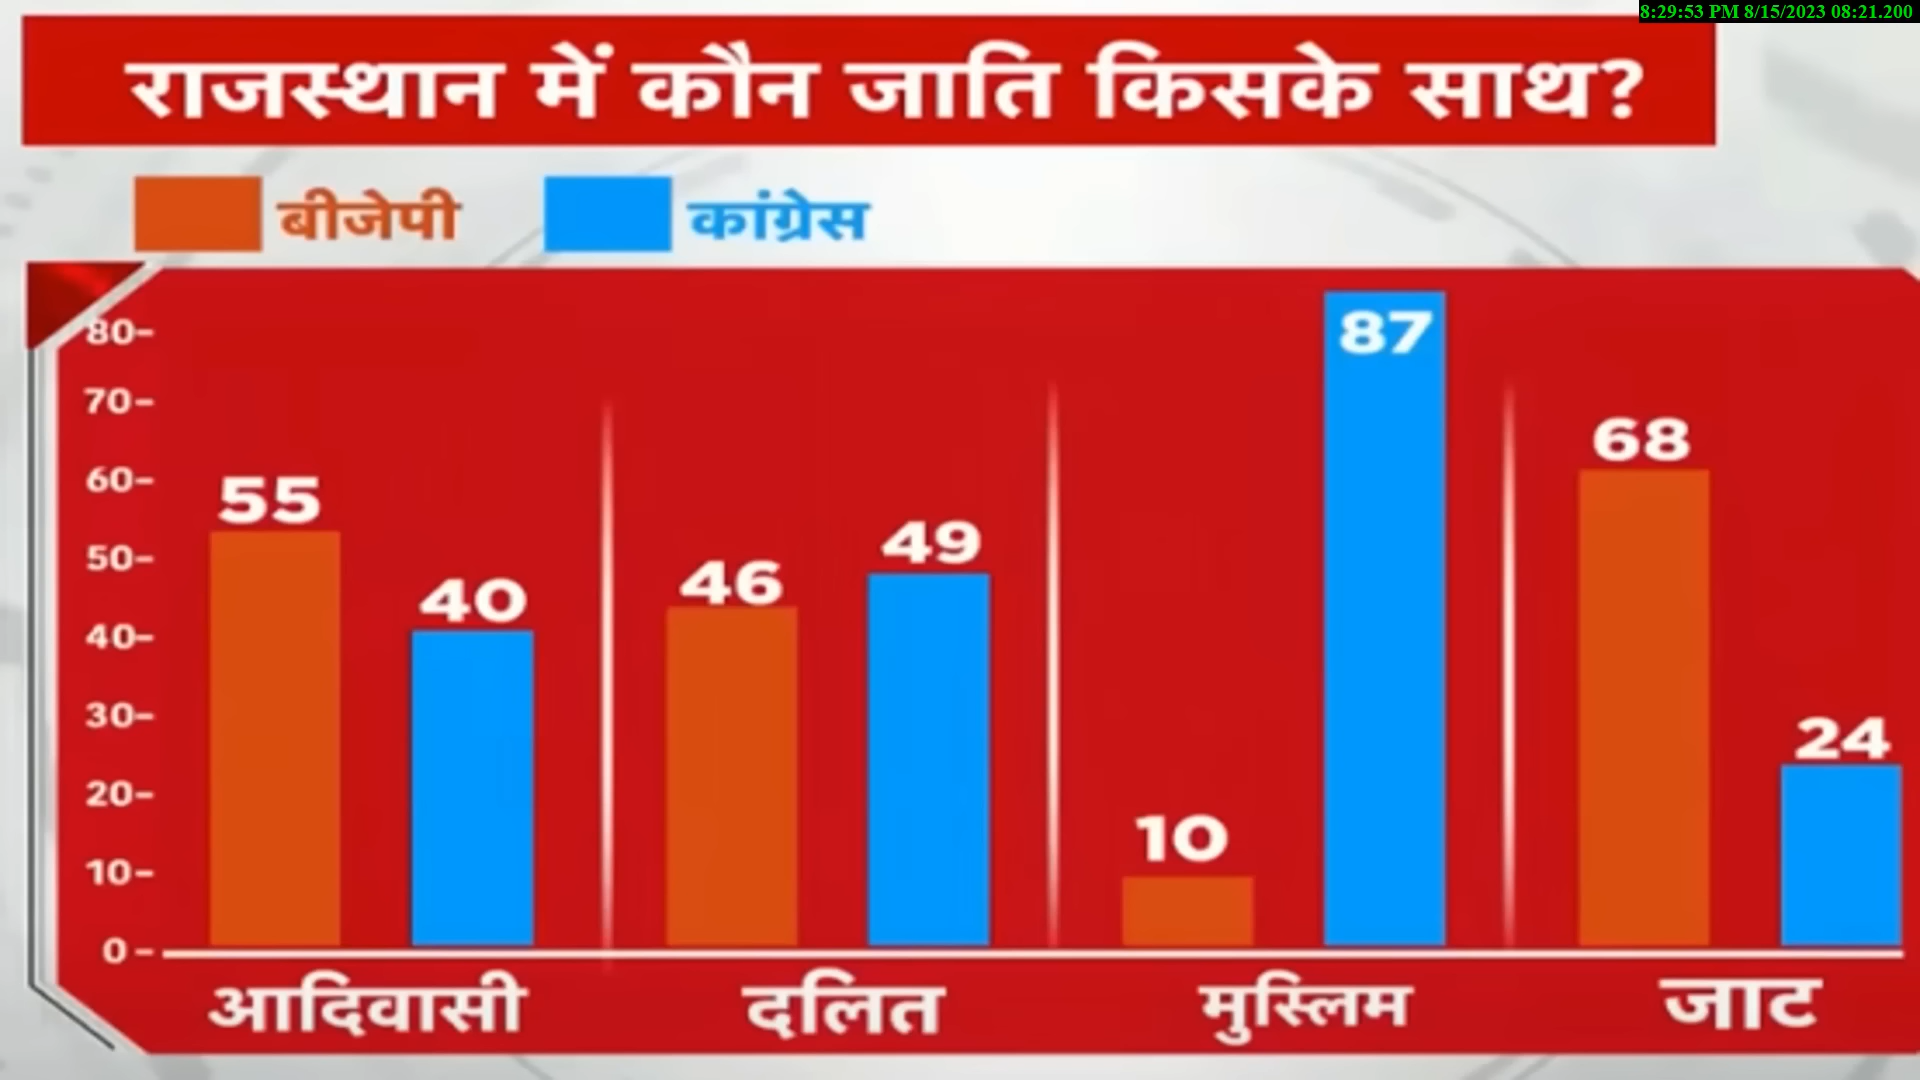 8:29:53 PM 8/15/2023 08:21.200
राजस्थान में कौन जाति किसके साथ?
बीजेपी कांग्रेस
80-
70-
60-
50-
40-
30-
20-
10-
0-
55 40 46 49 10 87 68 24
आदिवासी दलित मुस्लिम जाट